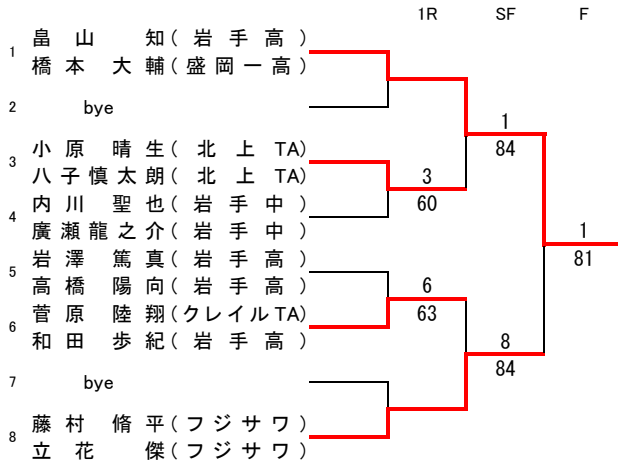 1R SF F
1 畠山 知(岩手高)
橋本 大輔(盛岡一高)
2 bye
1
84
3 小原 晴生(北上TA)
八子慎太朗(北上TA)
3
60
4 内川 聖也(岩手中)
廣瀬龍之介(岩手中)
1
81
5 岩澤 篤真(岩手高)
高橋 陽向(岩手高)
6
63
6 菅原 陸翔(クレイルTA)
和田 歩紀(岩手高)
8
84
7 bye
8 藤村 脩平(フジサワ)
立花 傑(フジサワ)